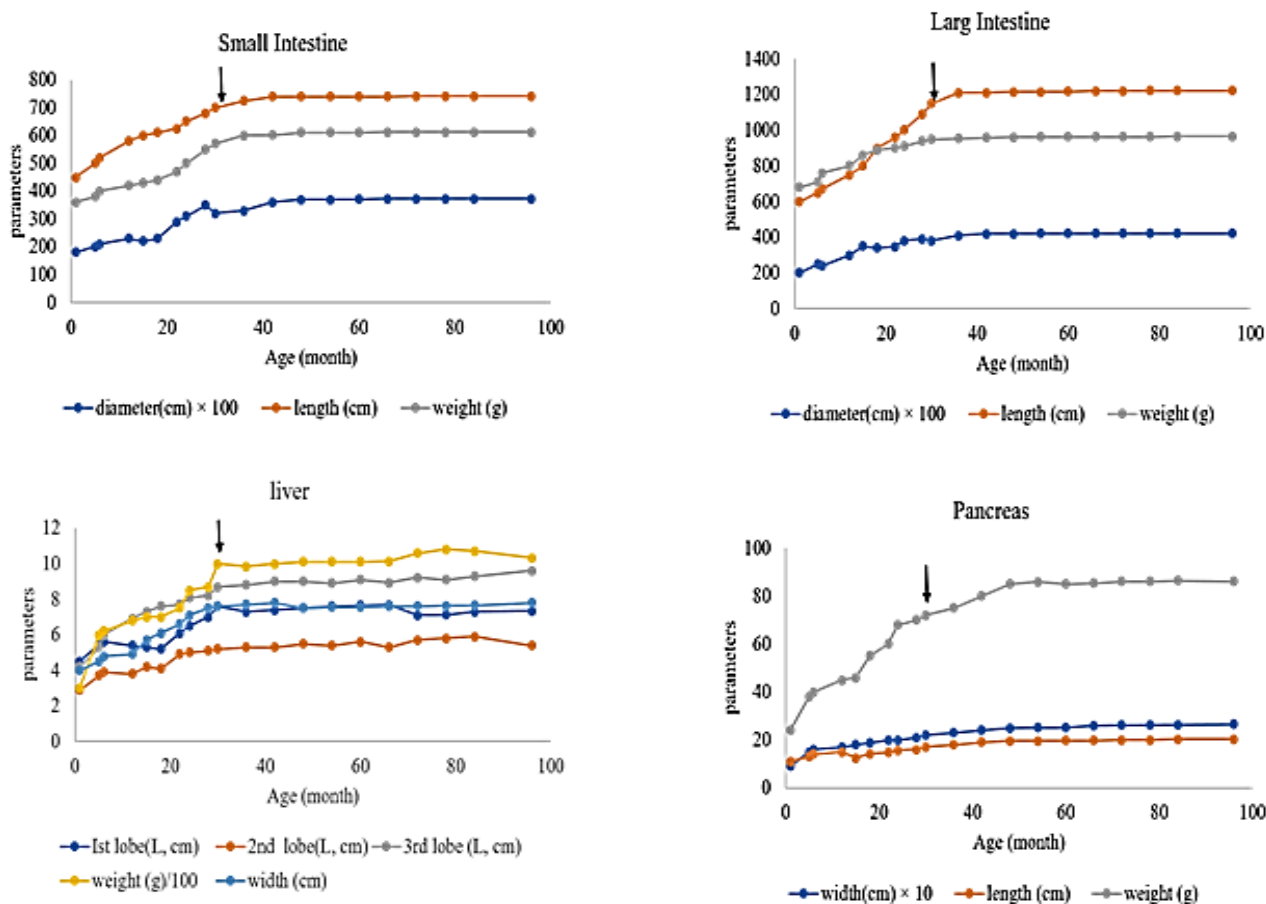 Small Intestine
800
700
600
500
400
300
200
100
0
parameters
0 20 40 60 80 100
Age (month)
diameter(cm) × 100 length (cm) weight (g)
Larg Intestine
1400
1200
1000
800
600
400
200
0
parameters
0 20 40 60 80 100
Age (month)
diameter(cm) × 100 length (cm) weight (g)
liver
12
10
8
6
4
2
0
parameters
0 20 40 60 80 100
Age (month)
1st lobe(L, cm) 2nd lobe(L, cm) 3rd lobe (L, cm)
weight (g)/100 width (cm)
Pancreas
100
80
60
40
20
0
parameters
0 20 40 60 80 100
Age (month)
width(cm) × 10 length (cm) weight (g)